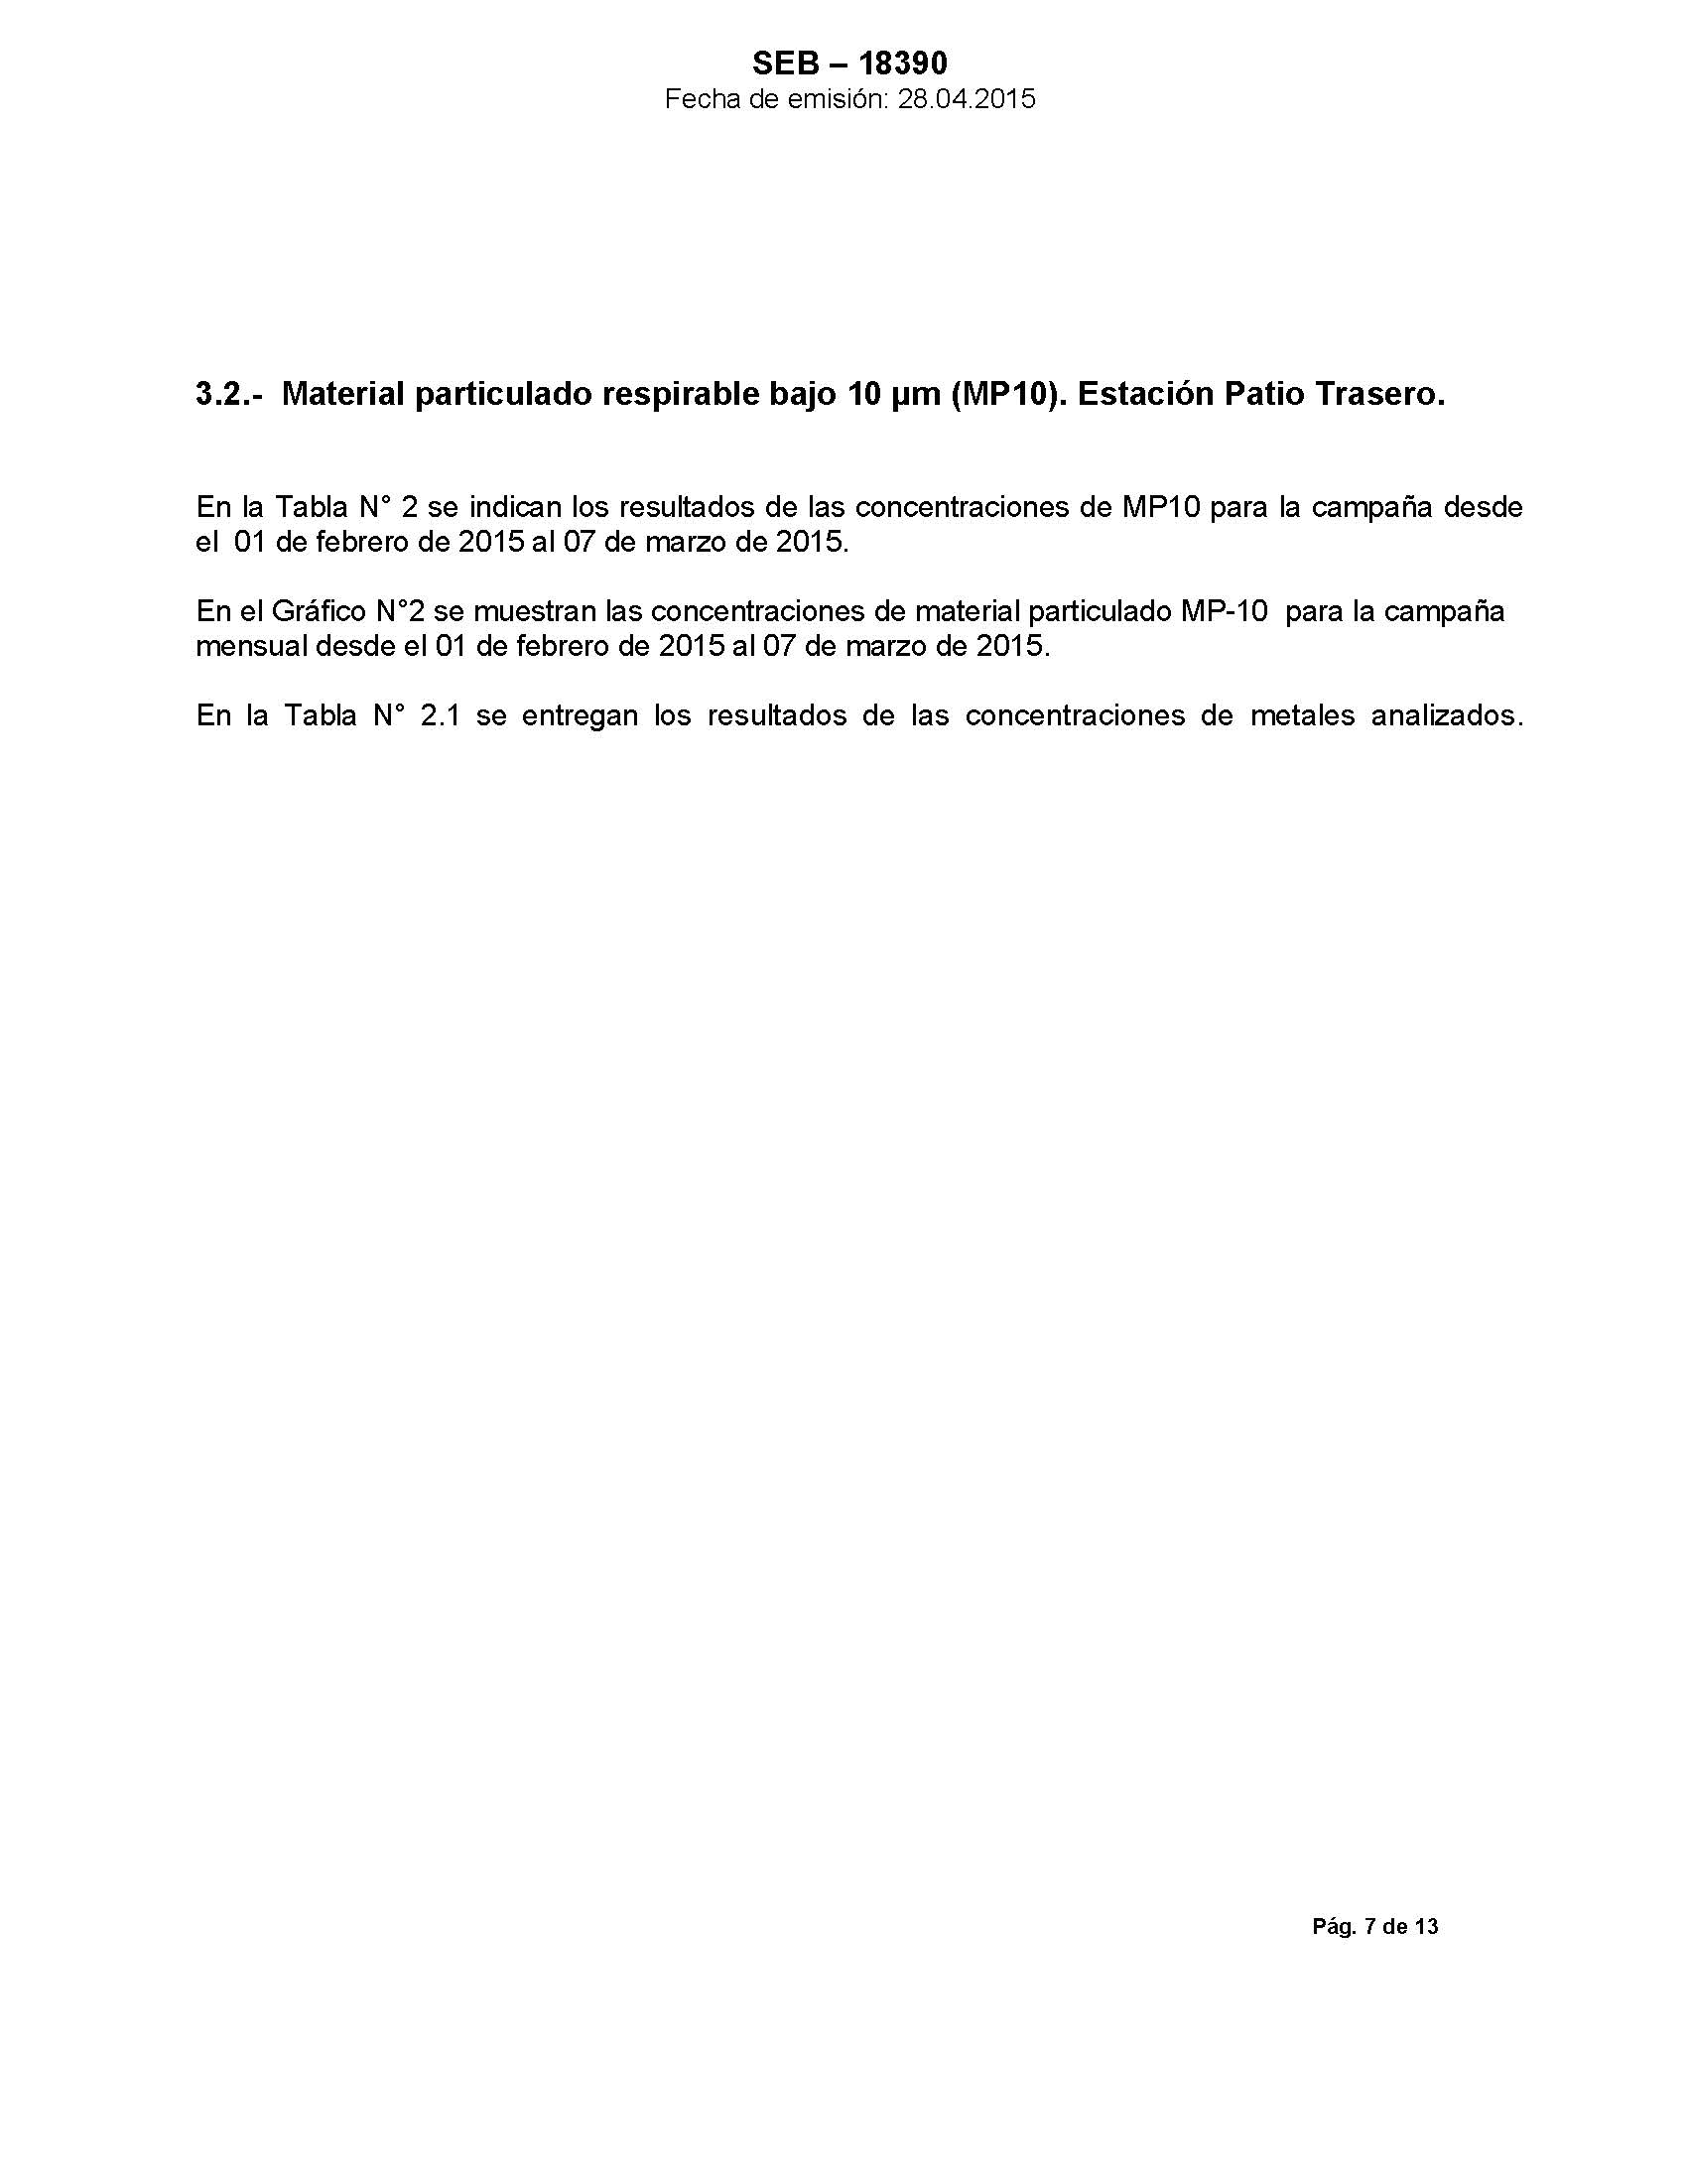 SEB – 18390
Fecha de emisión: 28.04.2015
3.2.-  Material particulado respirable bajo 10 µm (MP10). Estación Patio Trasero.
En la Tabla N° 2 se indican los resultados de las concentraciones de MP10 para la campaña desde
el  01 de febrero de 2015 al 07 de marzo de 2015.
En el Gráfico N°2 se muestran las concentraciones de material particulado MP-10  para la campaña
mensual desde el 01 de febrero de 2015 al 07 de marzo de 2015.
En la Tabla N° 2.1 se entregan los resultados de las concentraciones de metales analizados.
Pág. 7 de 13